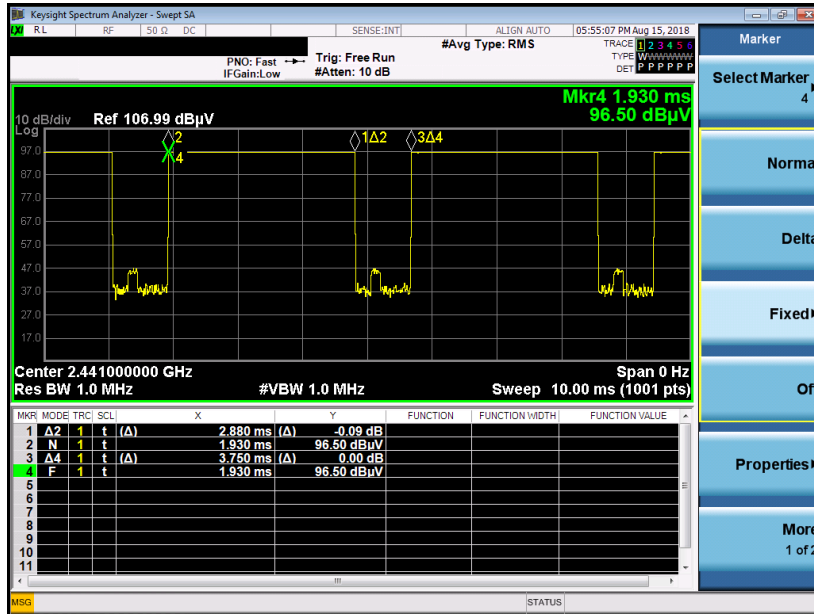 Keysight Spectrum Analyzer - Swept SA
LXI RL RF 50 Ω DC SENSE:INT ALIGN AUTO 05:55:07 PM Aug 15, 2018
PNO: Fast
IFGain:Low
Trig: Free Run
#Atten: 10 dB
#Avg Type: RMS
TRACE 1 2 3 4 5 6
TYPE WWWWWW
DET P P P P P P
Mkr4 1.930 ms
96.50 dBµV
10 dB/div Ref 106.99 dBµV
Log
97.0
87.0
77.0
67.0
57.0
47.0
37.0
27.0
17.0
2
4
1Δ2
3Δ4
Center 2.441000000 GHz Span 0 Hz
Res BW 1.0 MHz #VBW 1.0 MHz Sweep 10.00 ms (1001 pts)
MKR MODE TRC SCL X Y FUNCTION FUNCTION WIDTH FUNCTION VALUE
1 Δ2 1 t (Δ) 2.880 ms (Δ) -0.09 dB
2 N 1 t 1.930 ms 96.50 dBµV
3 Δ4 1 t (Δ) 3.750 ms (Δ) 0.00 dB
4 F 1 t 1.930 ms 96.50 dBµV
5
6
7
8
9
10
11
MSG STATUS
Marker
Select Marker
4
Norma
Delta
Fixed
Of
Properties
More
1 of 2